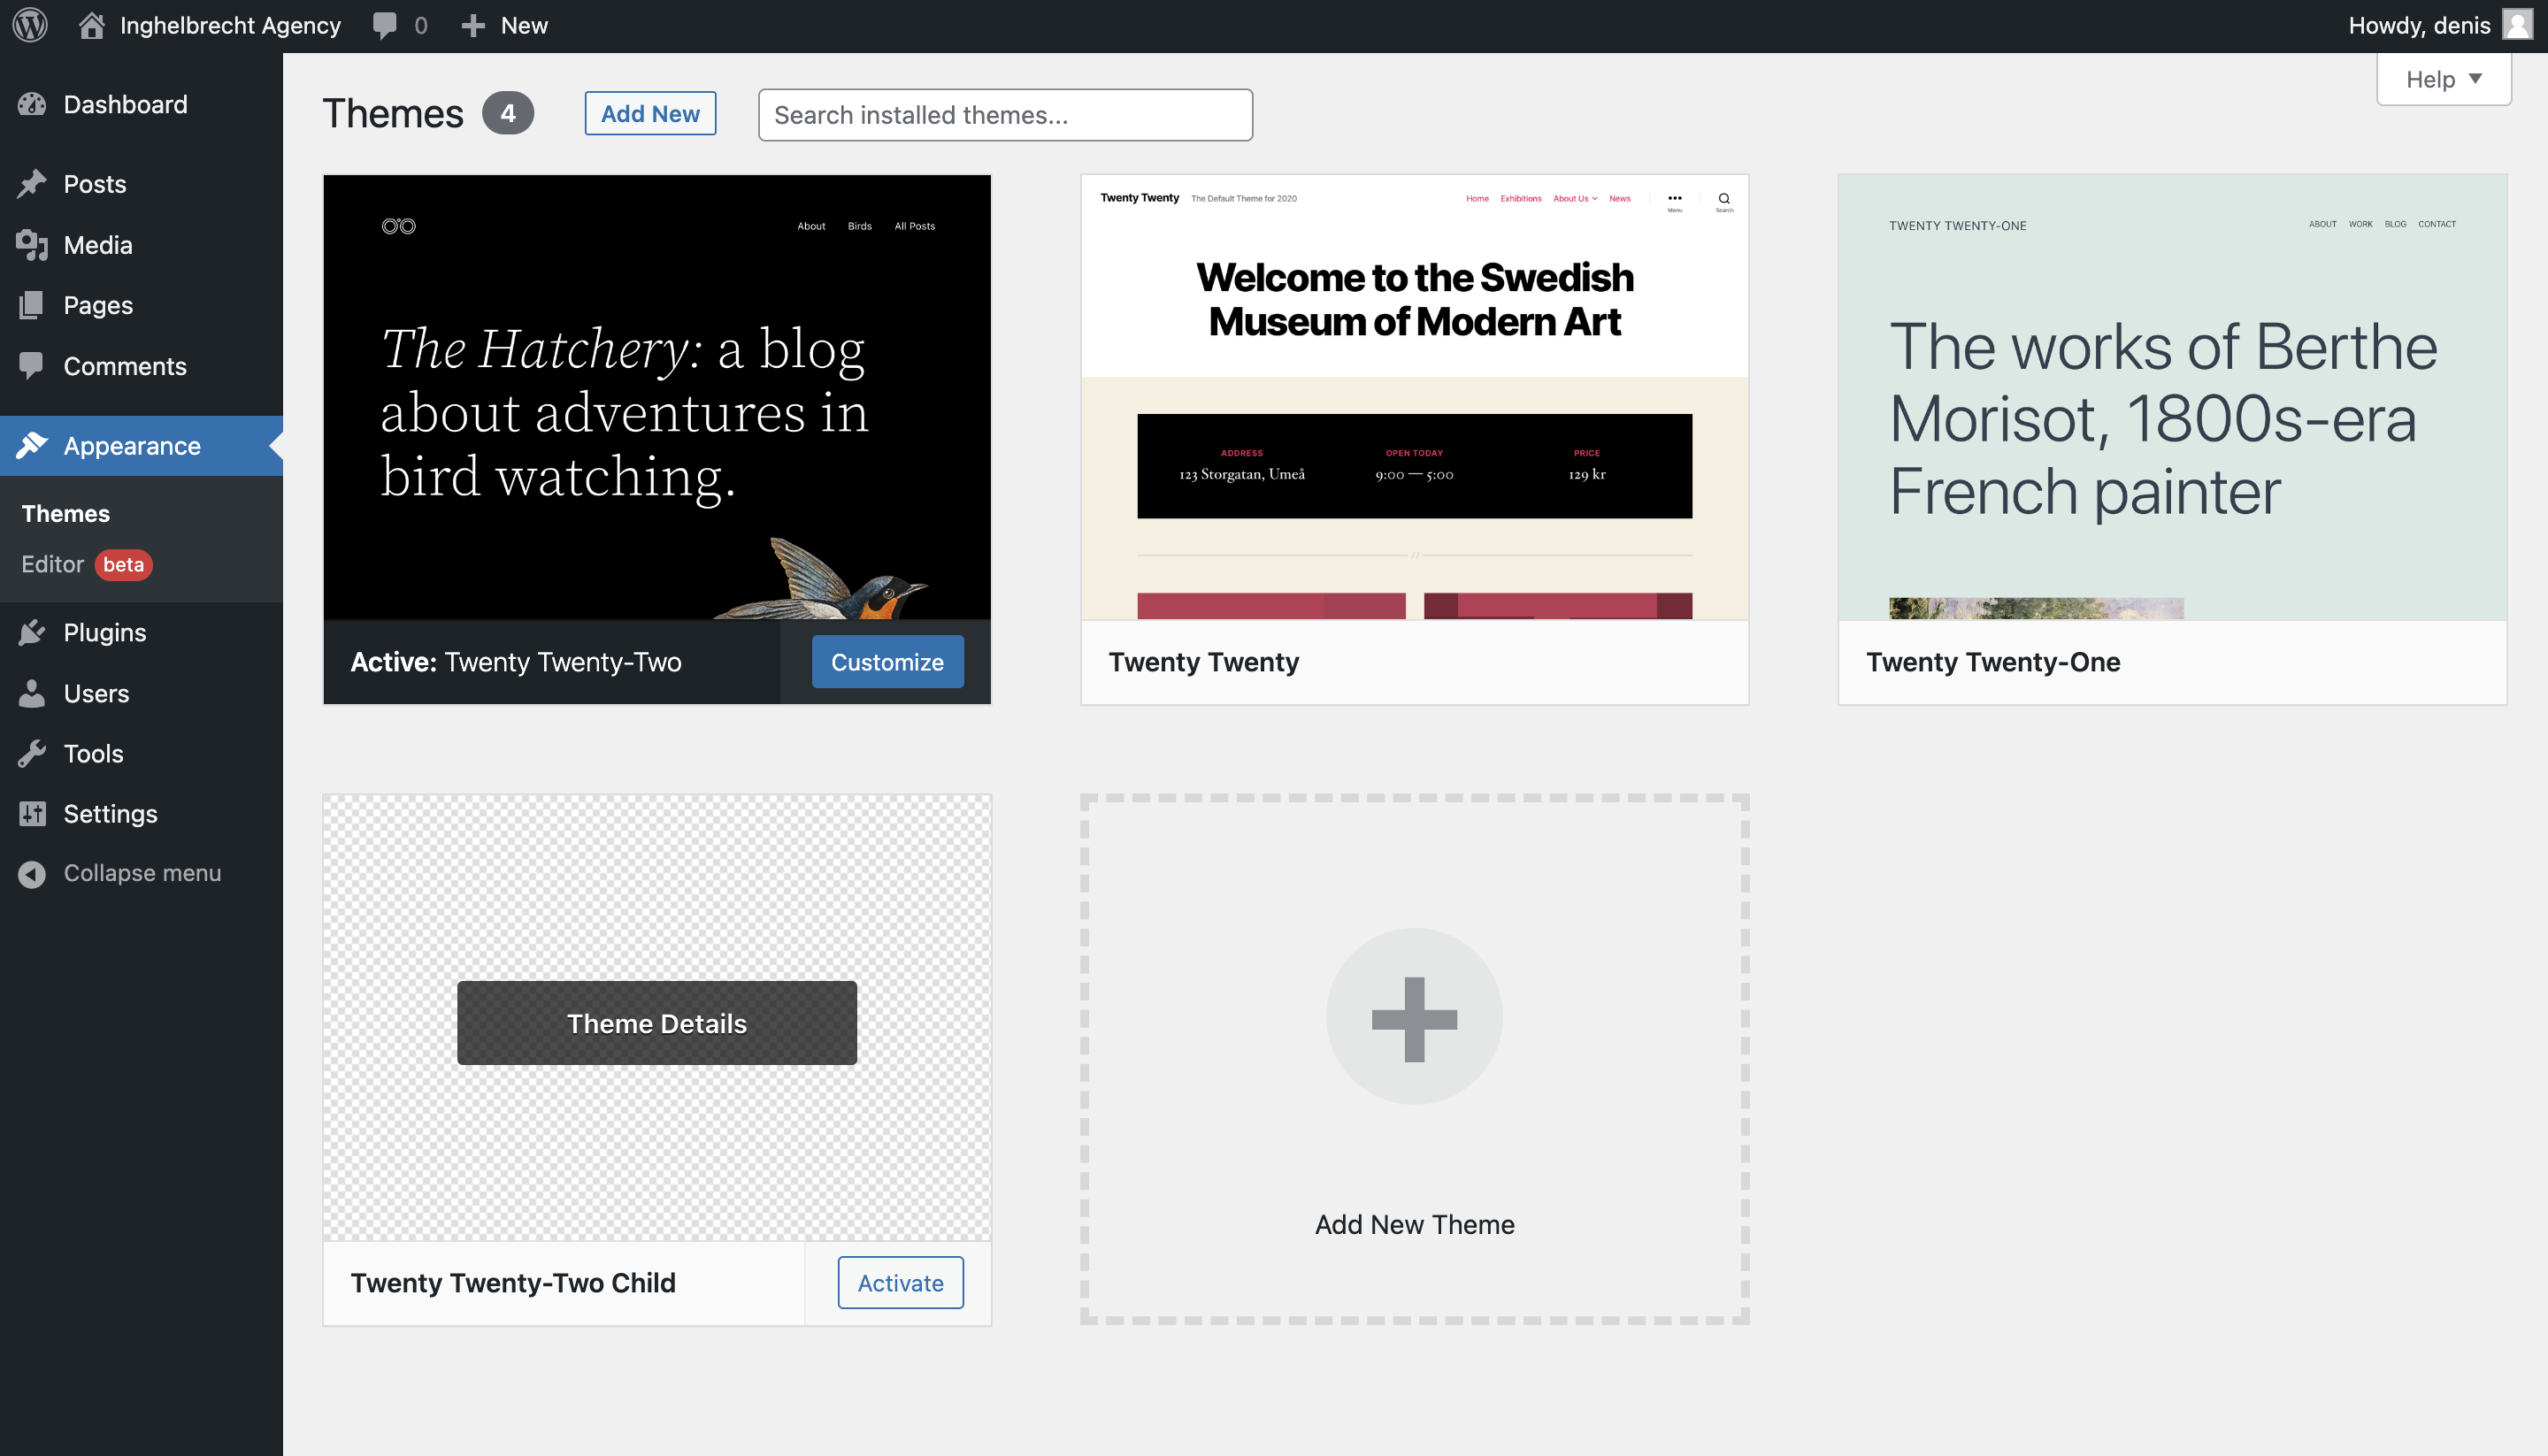 Inghelbrecht Agency
0
New
Howdy, denis
Dashboard
Posts
Media
Pages
Comments
Appearance
Themes
Editor beta
Plugins
Users
Tools
Settings
Collapse menu
Help
Themes 4
Add New
Search installed themes...
About Birds All Posts
The Hatchery: a blog
about adventures in
bird watching.
Active: Twenty Twenty-Two
Customize
Twenty Twenty The Default Theme for 2020
Home Exhibitions About Us News
Menu
Search
Welcome to the Swedish
Museum of Modern Art
ADDRESS OPEN TODAY PRICE
123 Storgatan, Umeå 9:00 — 5:00 129 kr
//
Twenty Twenty
TWENTY TWENTY-ONE
ABOUT WORK BLOG CONTACT
The works of Berthe
Morisot, 1800s-era
French painter
Twenty Twenty-One
Theme Details
Twenty Twenty-Two Child
Activate
Add New Theme